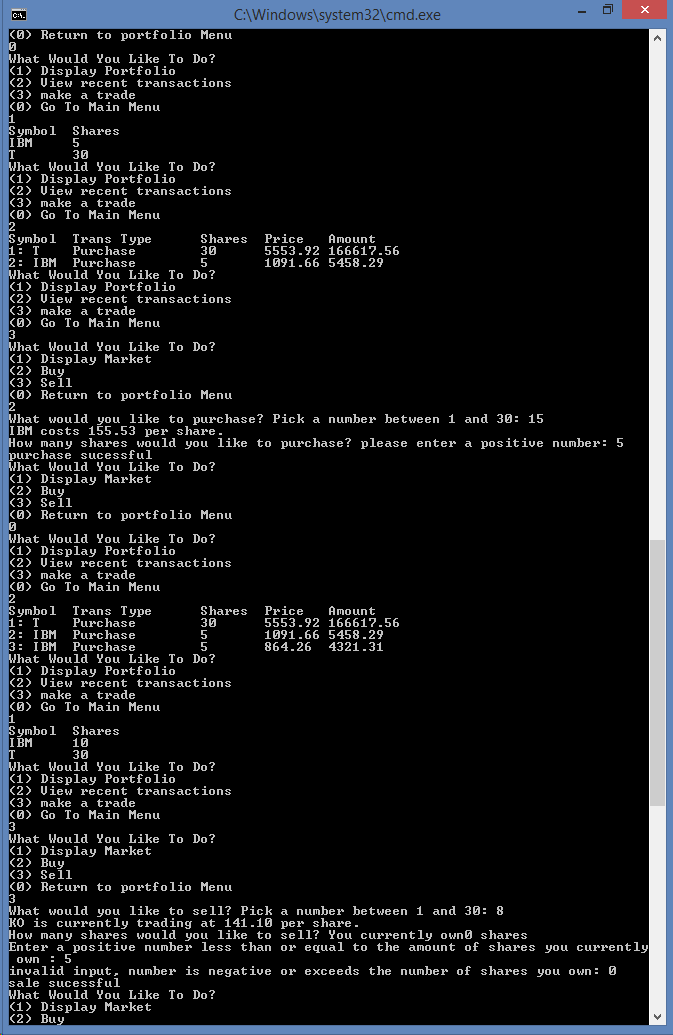 C:\Windows\system32\cmd.exe
(0) Return to portfolio Menu
0
What Would You Like To Do?
(1) Display Portfolio
(2) View recent transactions
(3) make a trade
(0) Go To Main Menu
1
Symbol Shares
IBM 5
T 30
What Would You Like To Do?
(1) Display Portfolio
(2) View recent transactions
(3) make a trade
(0) Go To Main Menu
2
Symbol Trans Type Shares Price Amount
1: T Purchase 30 5553.92 166617.56
2: IBM Purchase 5 1091.66 5458.29
What Would You Like To Do?
(1) Display Portfolio
(2) View recent transactions
(3) make a trade
(0) Go To Main Menu
3
What Would You Like To Do?
(1) Display Market
(2) Buy
(3) Sell
(0) Return to portfolio Menu
2
What would you like to purchase? Pick a number between 1 and 30: 15
IBM costs 155.53 per share.
How many shares would you like to purchase? please enter a positive number: 5
purchase sucessful
What Would You Like To Do?
(1) Display Market
(2) Buy
(3) Sell
(0) Return to portfolio Menu
0
What Would You Like To Do?
(1) Display Portfolio
(2) View recent transactions
(3) make a trade
(0) Go To Main Menu
2
Symbol Trans Type Shares Price Amount
1: T Purchase 30 5553.92 166617.56
2: IBM Purchase 5 1091.66 5458.29
3: IBM Purchase 5 864.26 4321.31
What Would You Like To Do?
(1) Display Portfolio
(2) View recent transactions
(3) make a trade
(0) Go To Main Menu
1
Symbol Shares
IBM 10
T 30
What Would You Like To Do?
(1) Display Portfolio
(2) View recent transactions
(3) make a trade
(0) Go To Main Menu
3
What Would You Like To Do?
(1) Display Market
(2) Buy
(3) Sell
(0) Return to portfolio Menu
3
What would you like to sell? Pick a number between 1 and 30: 8
KO is currently trading at 141.10 per share.
How many shares would you like to sell? You currently own0 shares
Enter a positive number less than or equal to the amount of shares you currently
own : 5
invalid input, number is negative or exceeds the number of shares you own: 0
sale sucessful
What Would You Like To Do?
(1) Display Market
(2) Buy